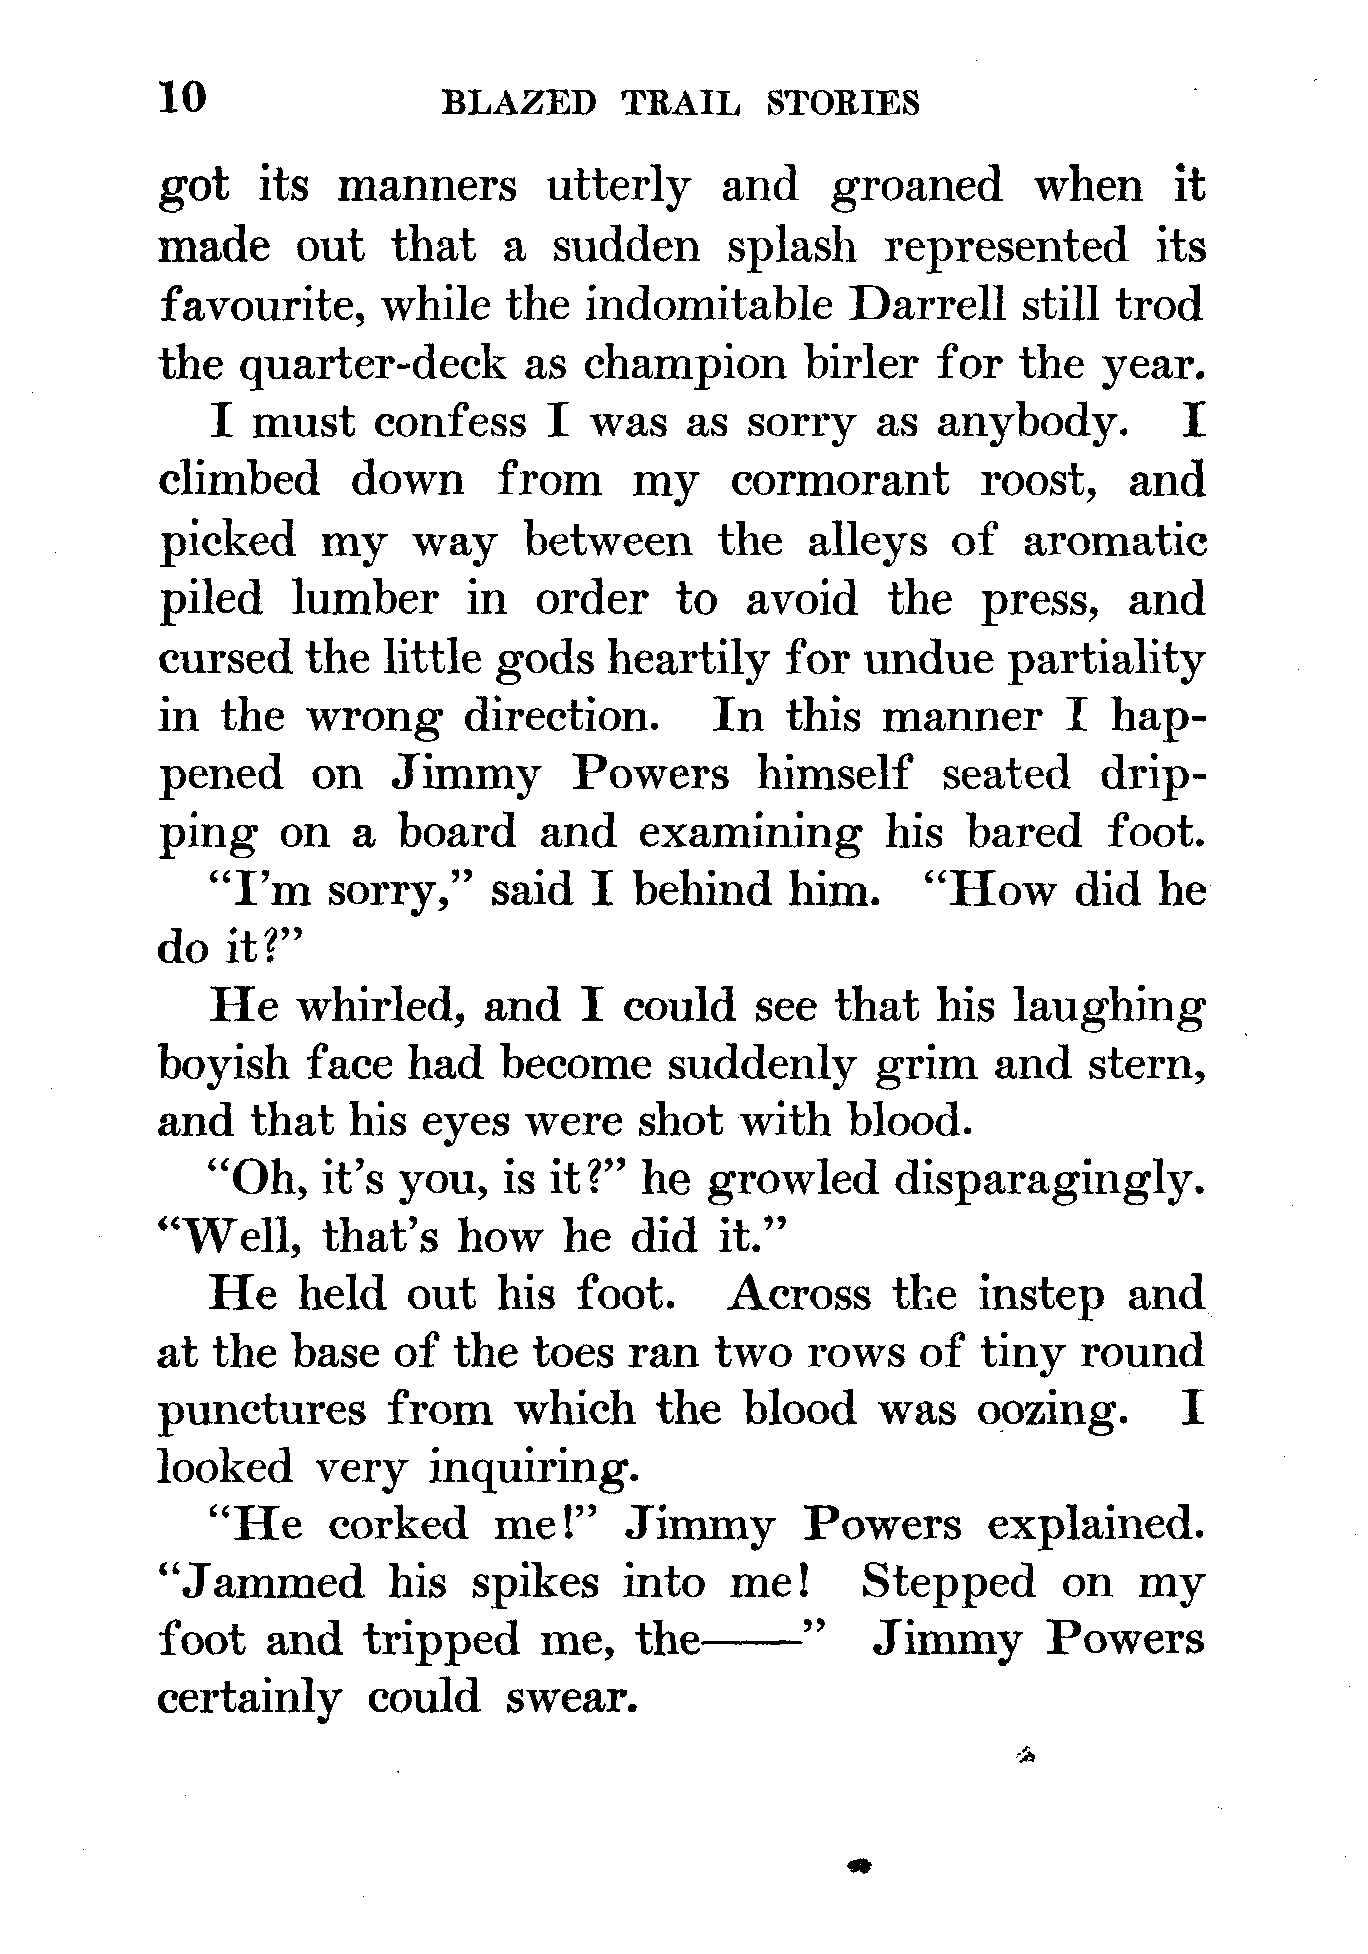 10 BLAZED TRAIL STORIES
got its manners utterly and groaned when it
made out that a sudden splash represented its
favourite, while the indomitable Darrell still trod
the quarter-deck as champion birler for the year.
I must confess I was as sorry as anybody. I
climbed down from my cormorant roost, and
picked my way between the alleys of aromatic
piled lumber in order to avoid the press, and
cursed the little gods heartily for undue partiality
in the wrong direction. In this manner I hap-
pened on Jimmy Powers himself seated drip-
ping on a board and examining his bared foot.
“I’m sorry,” said I behind him. “How did he
do it?”
He whirled, and I could see that his laughing
boyish face had become suddenly grim and stern,
and that his eyes were shot with blood.
“Oh, it’s you, is it?” he growled disparagingly.
“Well, that’s how he did it.”
He held out his foot. Across the instep and
at the base of the toes ran two rows of tiny round
punctures from which the blood was oozing. I
looked very inquiring.
“He corked me!” Jimmy Powers explained.
“Jammed his spikes into me! Stepped on my
foot and tripped me, the——” Jimmy Powers
certainly could swear.